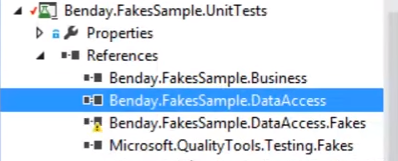 Benday.FakesSample.UnitTests
Properties
References
Benday.FakesSample.Business
Benday.FakesSample.DataAccess
Benday.FakesSample.DataAccess.Fakes
Microsoft.QualityTools.Testing.Fakes